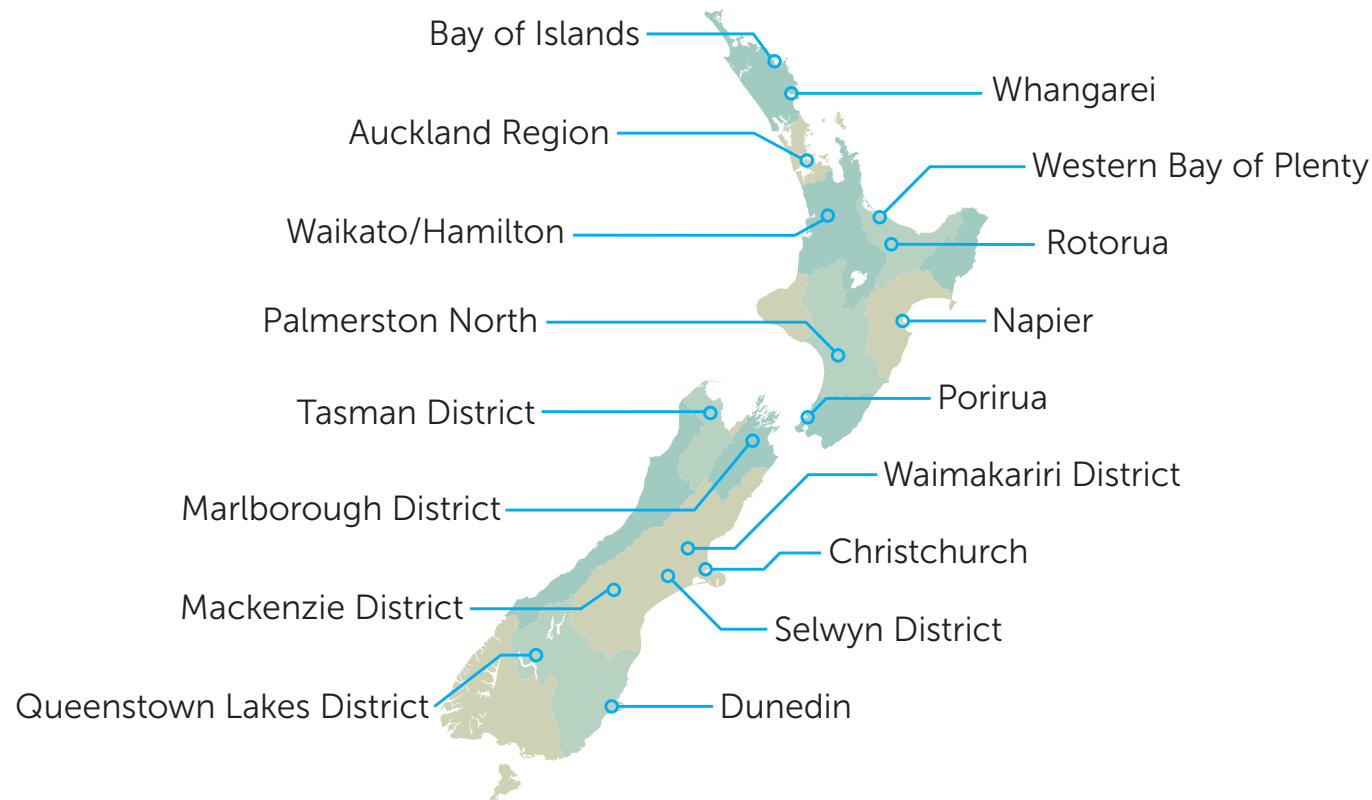 Bay of Islands
Whangarei
Auckland Region
Western Bay of Plenty
Waikato/Hamilton
Rotorua
Palmerston North
Napier
Porirua
Tasman District
Waimakariri District
Marlborough District
Christchurch
Mackenzie District
Selwyn District
Queenstown Lakes District
Dunedin